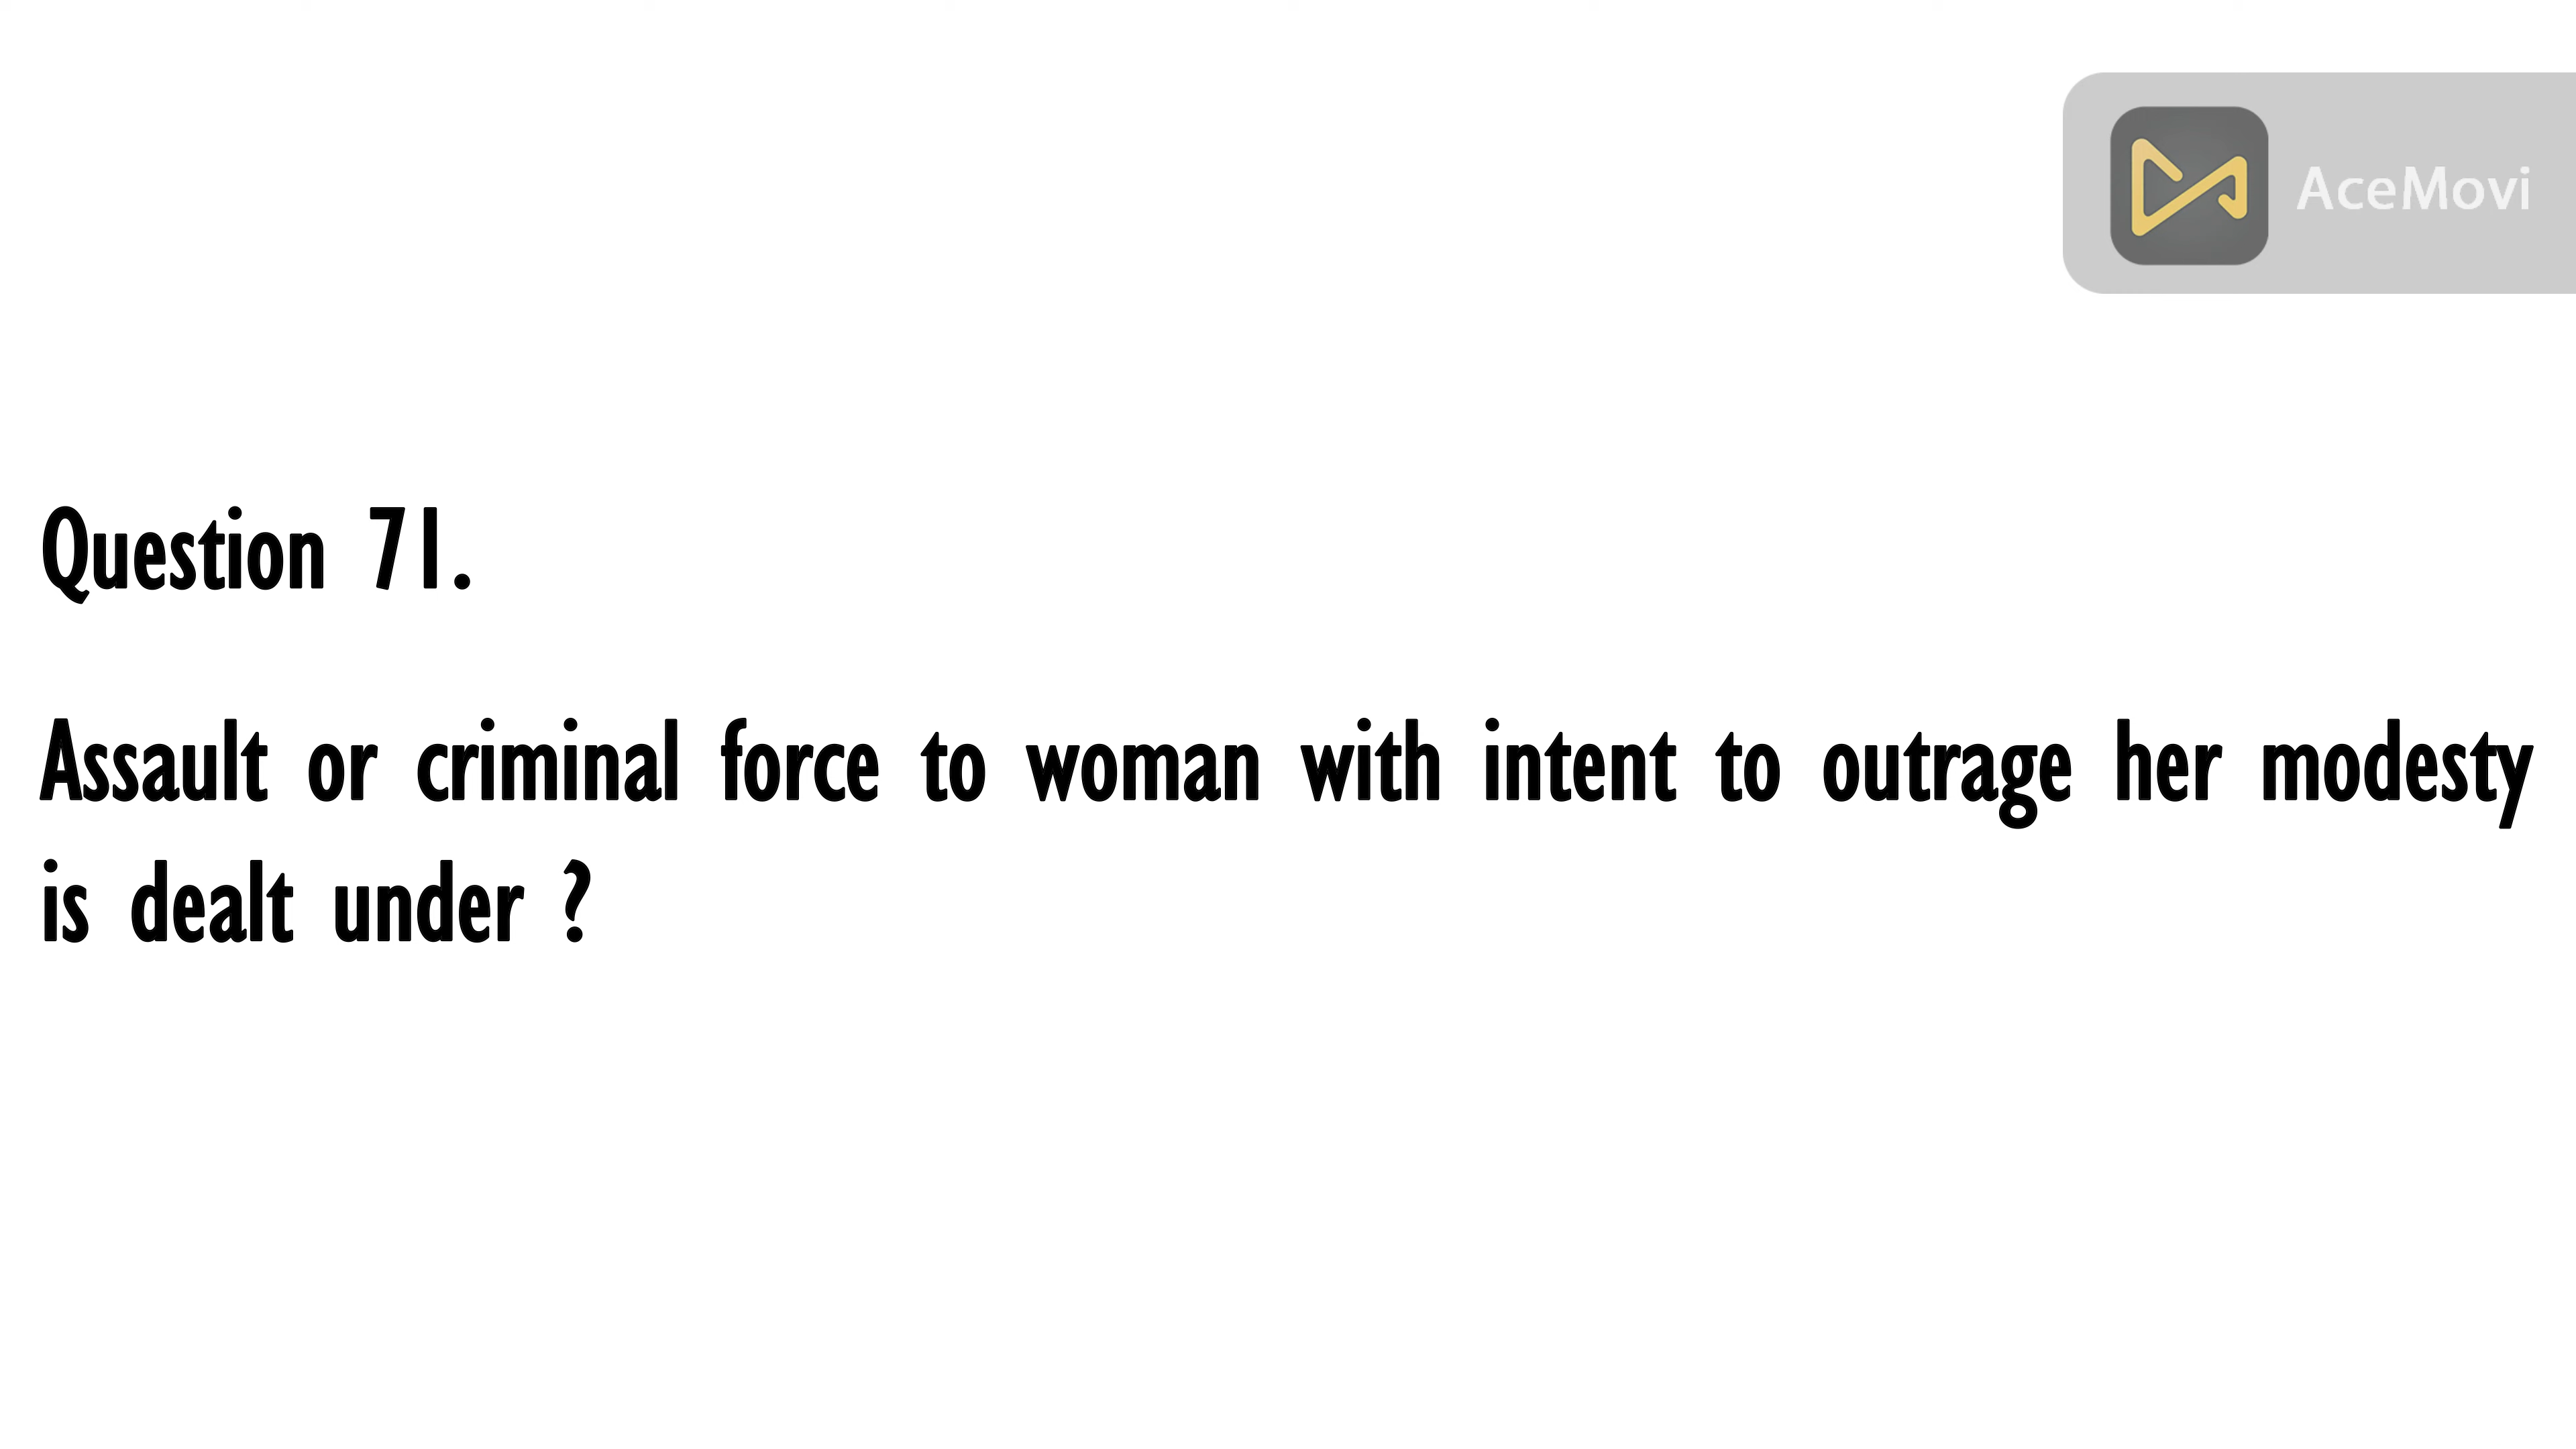 AceMovi
Question 71.
Assault or criminal force to woman with intent to outrage her modesty
is dealt under ?